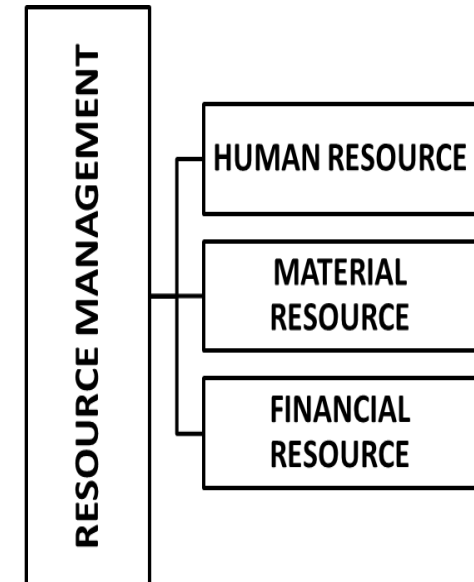 RESOURCE MANAGEMENT
HUMAN RESOURCE
MATERIAL
RESOURCE
FINANCIAL
RESOURCE